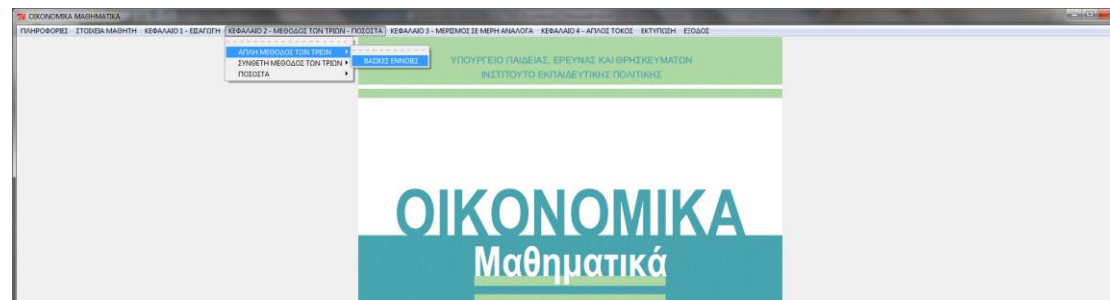 ΟΙΚΟΝΟΜΙΚΑ ΜΑΘΗΜΑΤΙΚΑ
ΠΛΗΡΟΦΟΡΙΕΣ ΣΤΟΙΧΕΙΑ ΜΑΘΗΤΗ ΚΕΦΑΛΑΙΟ 1 - ΕΙΣΑΓΩΓΗ ΚΕΦΑΛΑΙΟ 2 - ΜΕΘΟΔΟΣ ΤΩΝ ΤΡΙΩΝ - ΠΟΣΟΣΤΑ ΚΕΦΑΛΑΙΟ 3 - ΜΕΡΙΣΜΟΣ ΣΕ ΜΕΡΗ ΑΝΑΛΟΓΑ ΚΕΦΑΛΑΙΟ 4 - ΑΠΛΟΣ ΤΟΚΟΣ ΕΚΤΥΠΩΣΗ ΕΞΟΔΟΣ
ΑΠΛΗ ΜΕΘΟΔΟΣ ΤΩΝ ΤΡΙΩΝ
ΣΥΝΘΕΤΗ ΜΕΘΟΔΟΣ ΤΩΝ ΤΡΙΩΝ
ΠΟΣΟΣΤΑ
ΒΑΣΙΚΕΣ ΕΝΝΟΙΕΣ
ΥΠΟΥΡΓΕΙΟ ΠΑΙΔΕΙΑΣ, ΕΡΕΥΝΑΣ ΚΑΙ ΘΡΗΣΚΕΥΜΑΤΩΝ
ΙΝΣΤΙΤΟΥΤΟ ΕΚΠΑΙΔΕΥΤΙΚΗΣ ΠΟΛΙΤΙΚΗΣ
ΟΙΚΟΝΟΜΙΚΑ
Μαθηματικά